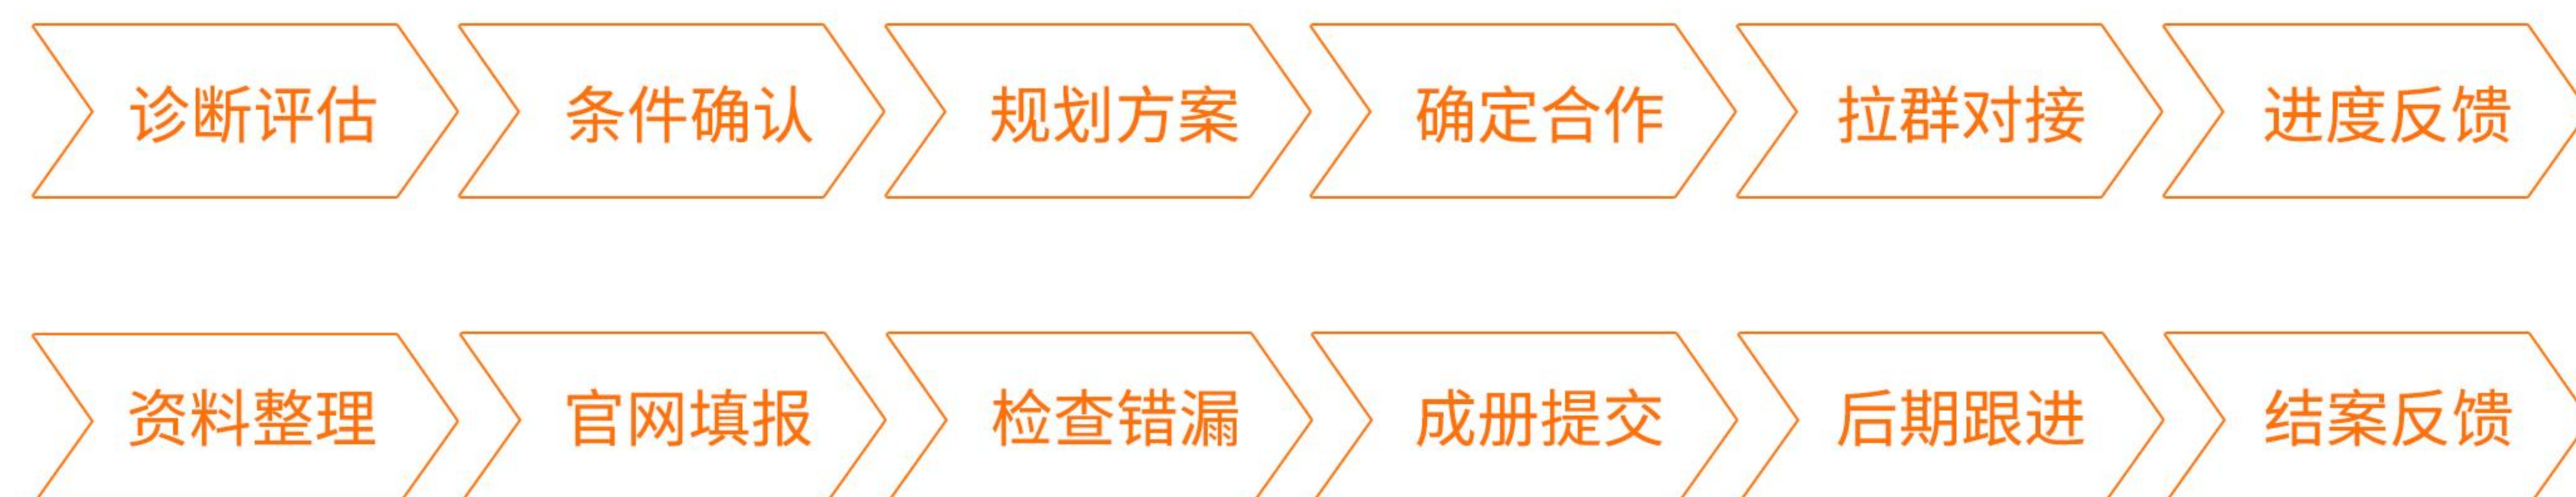 诊断评估 条件确认 规划方案 确定合作 拉群对接 进度反馈
资料整理 官网填报 检查错漏 成册提交 后期跟进 结案反馈